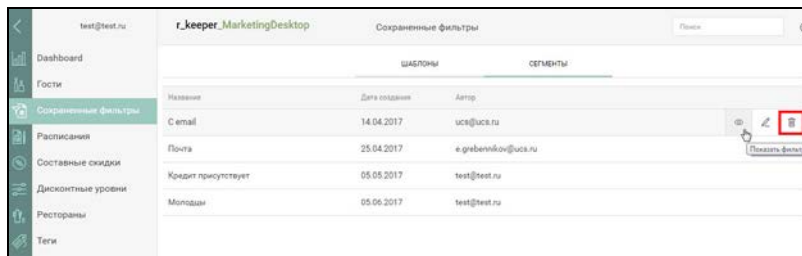 test@test.ru
r_keeper_MarketingDesktop
Сохраненные фильтры
Поиск
Dashboard
Гости
Сохраненные фильтры
Расписания
Составные скидки
Дисконтные уровни
Рестораны
Теги
ШАБЛОНЫ
СЕГМЕНТЫ
Название Дата создания Автор
С email 14.04.2017 ucs@ucs.ru
Показать фильт
Почта 25.04.2017 e.grebennikov@ucs.ru
Кредит присутствует 05.05.2017 test@test.ru
Молодцы 05.06.2017 test@test.ru